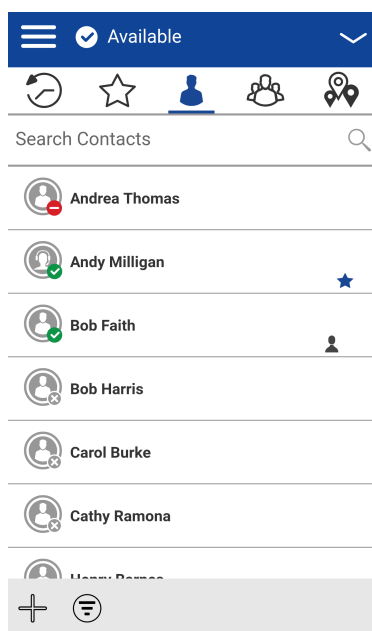 Available
Search Contacts
Andrea Thomas
Andy Milligan
Bob Faith
Bob Harris
Carol Burke
Cathy Ramona